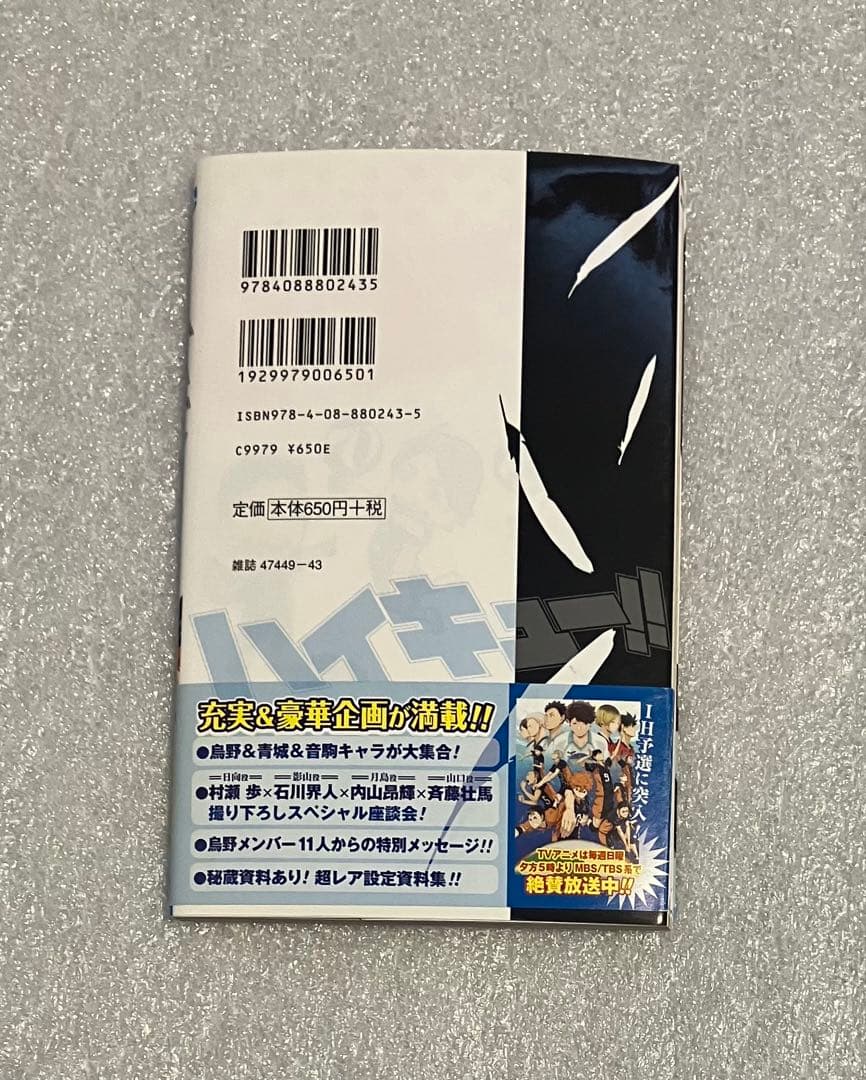 9784088802435
1929979006501
ISBN978-4-08-880243-5
C9979 ¥650E
定価 本体650円+税
雑誌 47449-43
ハイキュー!!
充実&豪華企画が満載!!
●烏野&青城&音駒キャラが大集合!
日向役 影山役 月島役 山口役
●村瀬 歩×石川界人×内山昂輝×斉藤壮馬
撮り下ろしスペシャル座談会!
●烏野メンバー11人からの特別メッセージ!!
●秘蔵資料あり! 超レア設定資料集!!
IH予選に突入!
TVアニメは毎週日曜
夕方5時よりMBS/TBS系で
絶賛放送中!!